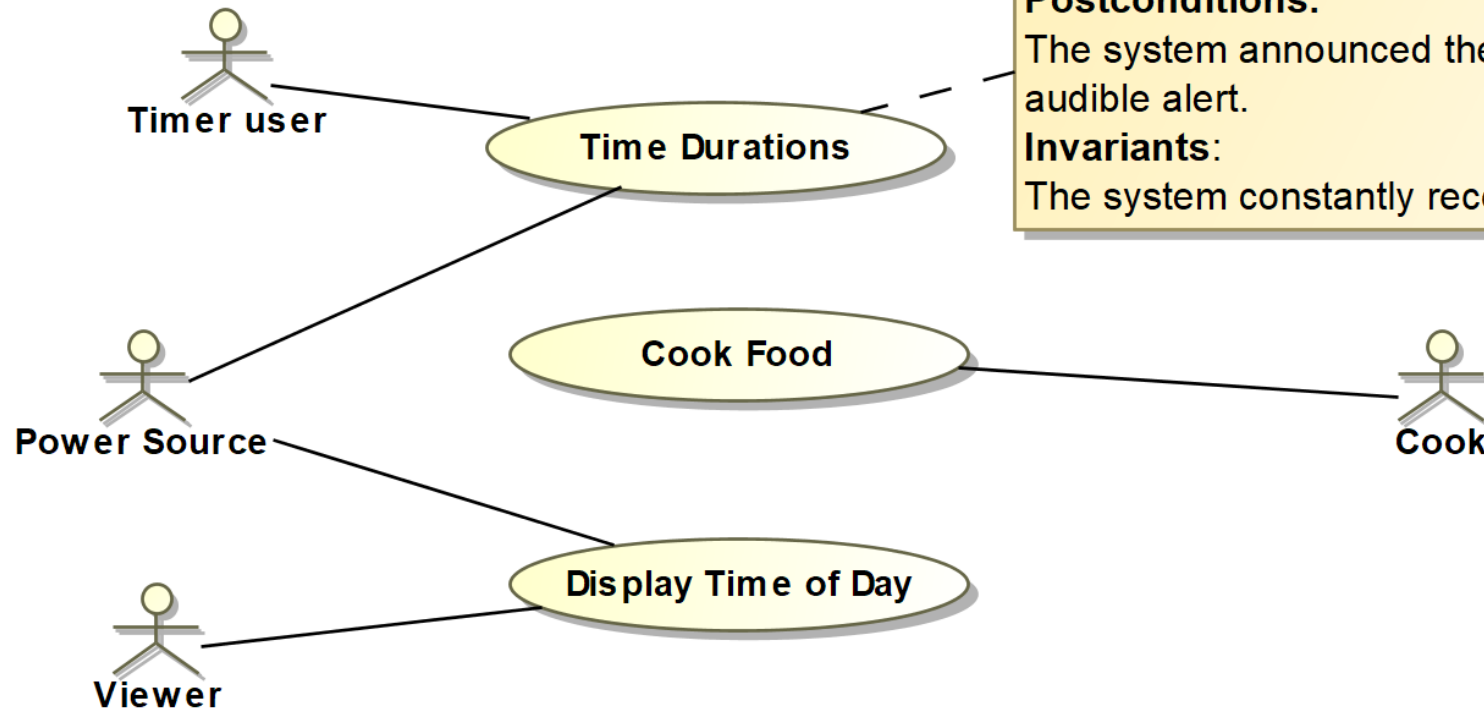 Postconditions:
The system announced the
audible alert.
Invariants:
The system constantly
Timer user
Time Durations
Cook Food
Power Source
Cook
Display Time of Day
Viewer